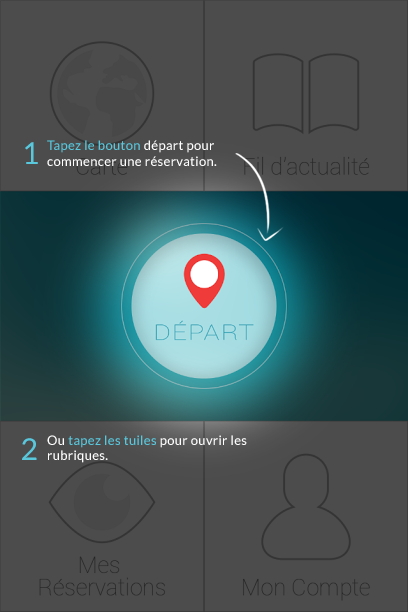 1 Tapez le bouton départ pour
commencer une réservation.
Carte
Fil d'actualité
DÉPART
2 Ou tapez les tuiles pour ouvrir les
rubriques.
Mes
Réservations
Mon Compte